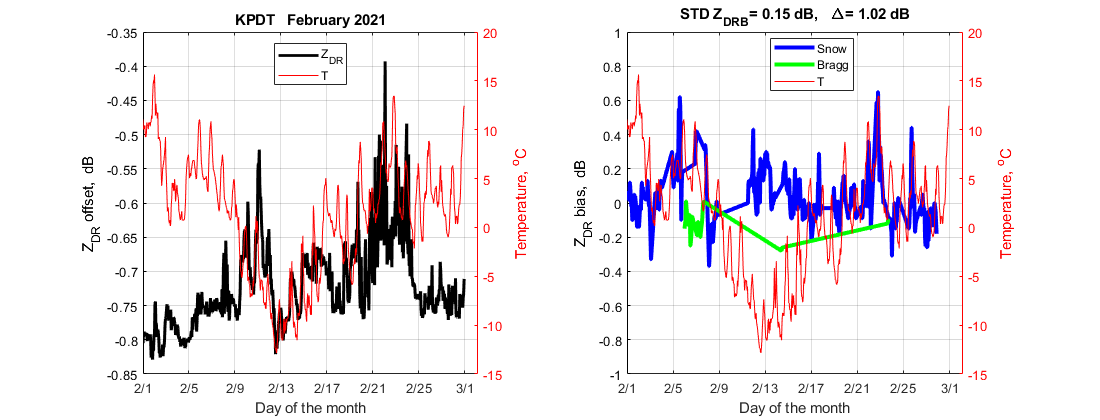 KPDT February 2021
-0.35
-0.4
-0.45
-0.5
-0.55
-0.6
-0.65
-0.7
-0.75
-0.8
-0.85
Z_DR offset, dB
Z_DR
T
20
15
10
5
0
-5
-10
-15
Temperature, °C
2/1 2/5 2/9 2/13 2/17 2/21 2/25 3/1
Day of the month
STD Z_DRB = 0.15 dB, Δ = 1.02 dB
1
0.8
0.6
0.4
0.2
0
-0.2
-0.4
-0.6
-0.8
-1
Z_DR bias, dB
Snow
Bragg
T
20
15
10
5
0
-5
-10
-15
Temperature, °C
2/1 2/5 2/9 2/13 2/17 2/21 2/25 3/1
Day of the month